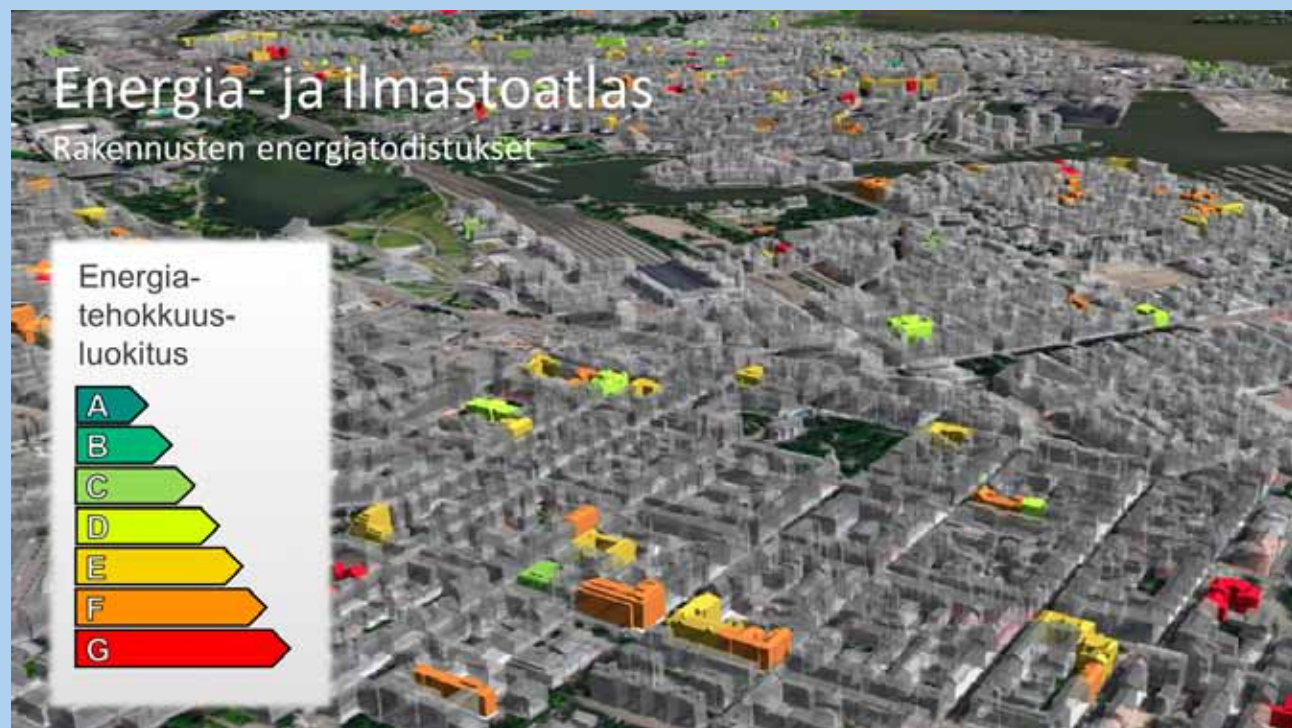 Energia- ja ilmastoatlas
Rakennusten energiatodistukset
Energia-
tehokkuus-
luokitus
A
B
C
D
E
F
G